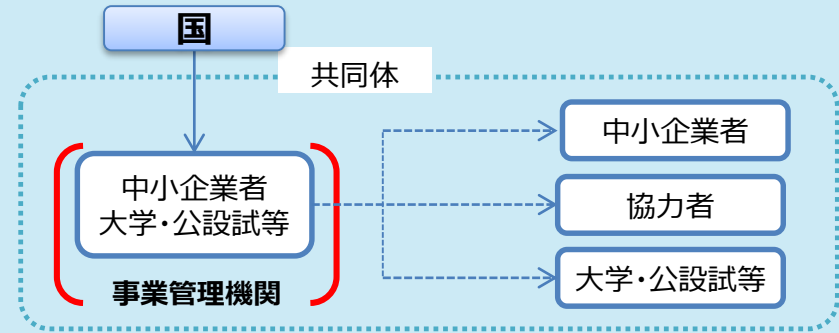 国
共同体
中小企業者
大学・公設試等
事業管理機関
中小企業者
協力者
大学・公設試等